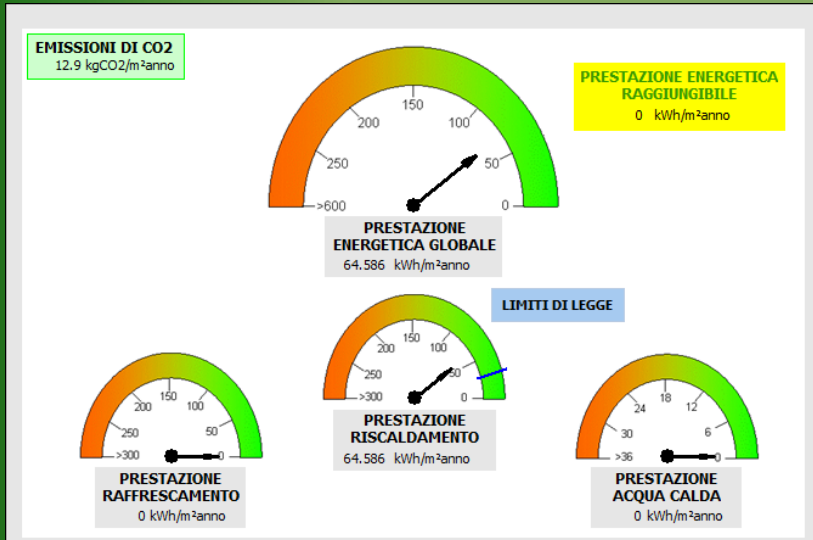 EMISSIONI DI CO2
12.9 kgCO2/m²anno
PRESTAZIONE ENERGETICA
RAGGIUNGIBILE
0 kWh/m²anno
>600
250
200
150
100
50
0
PRESTAZIONE
ENERGETICA GLOBALE
64.586 kWh/m²anno
LIMITI DI LEGGE
>300
250
200
150
100
50
0
PRESTAZIONE
RISCALDAMENTO
64.586 kWh/m²anno
>300
250
200
150
100
50
0
PRESTAZIONE
RAFFRESCAMENTO
0 kWh/m²anno
>36
30
24
18
12
6
0
PRESTAZIONE
ACQUA CALDA
0 kWh/m²anno